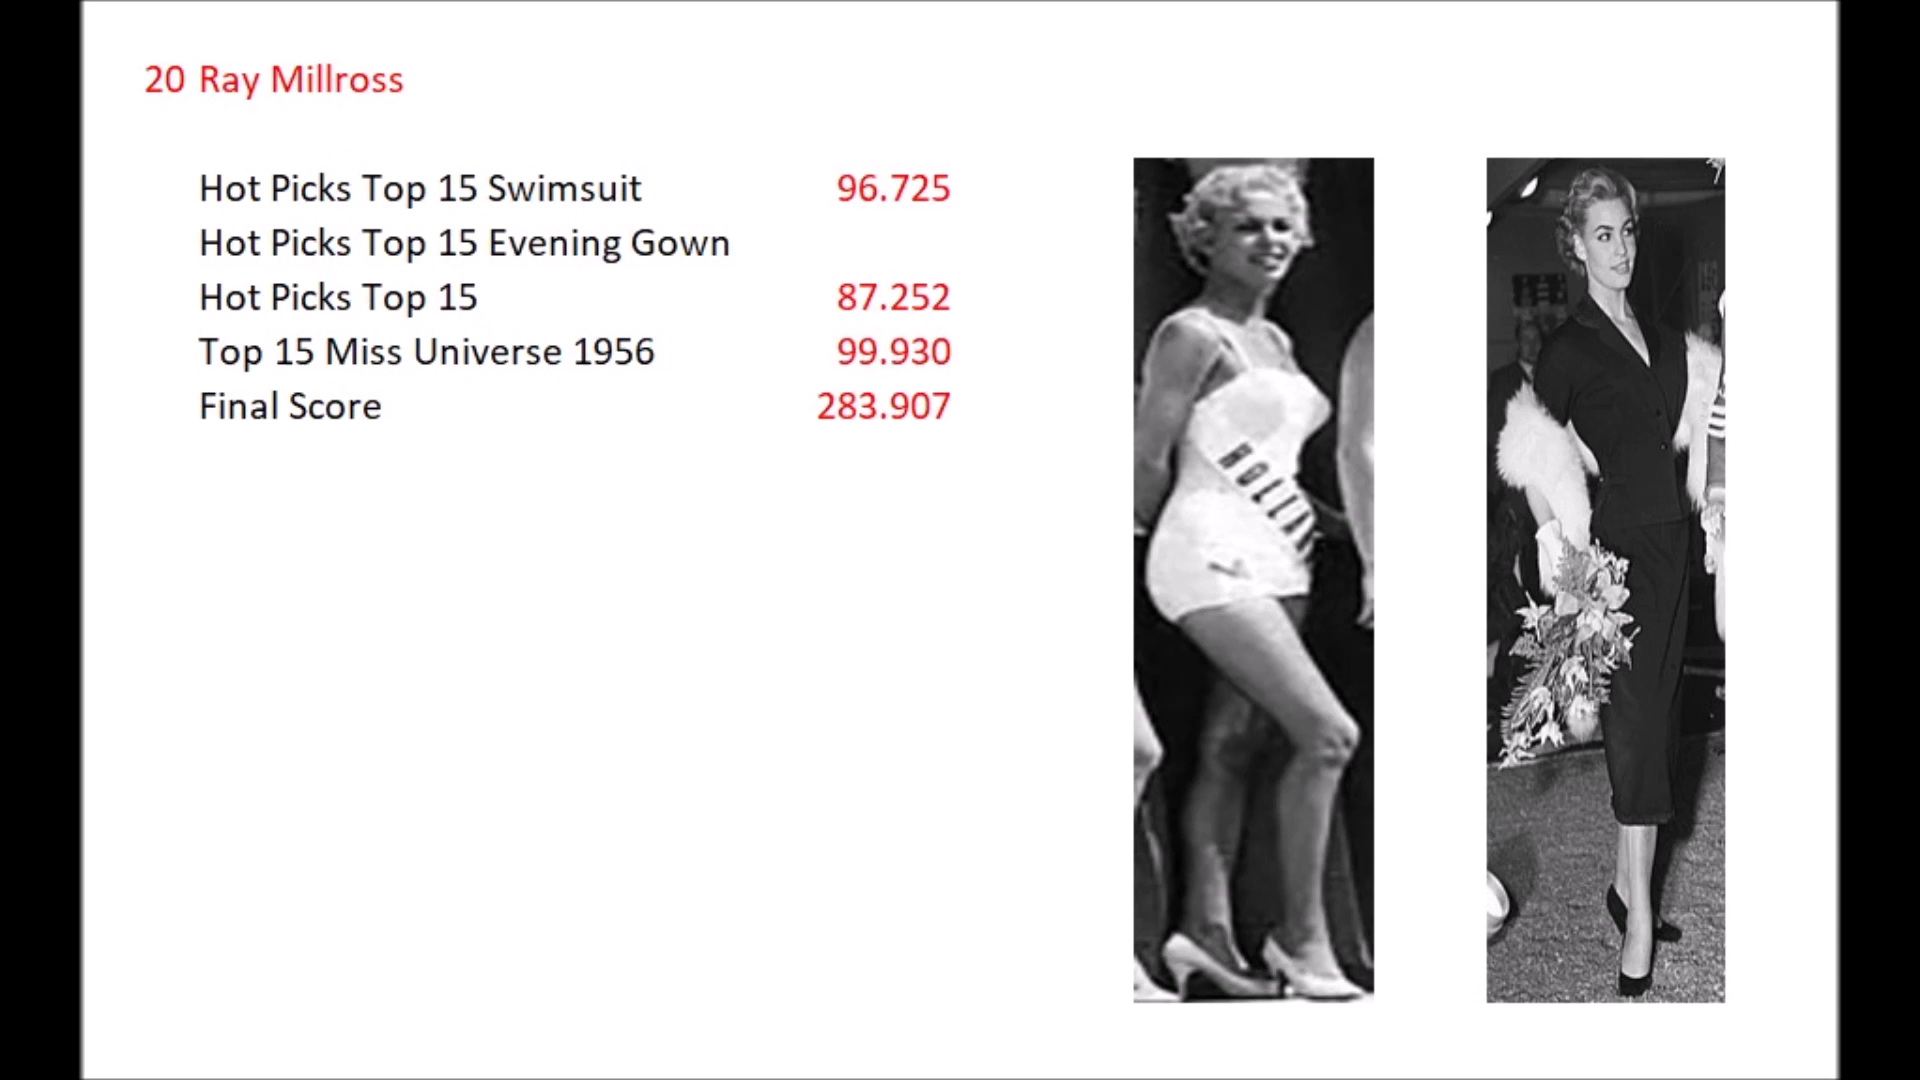 20 Ray Millross
Hot Picks Top 15 Swimsuit 96.725
Hot Picks Top 15 Evening Gown
Hot Picks Top 15 87.252
Top 15 Miss Universe 1956 99.930
Final Score 283.907
HOLLA